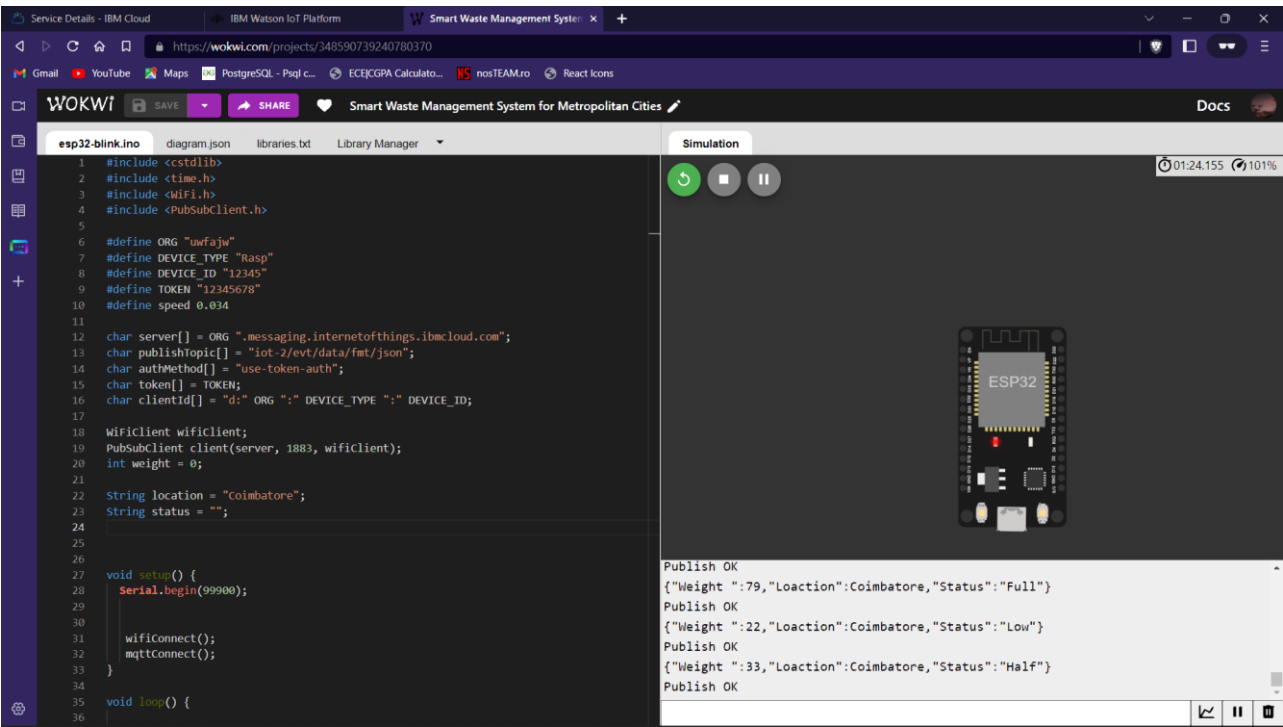 Service Details - IBM Cloud
IBM Watson IoT Platform
Smart Waste Management System
https://wokwi.com/projects/348590739240780370
Gmail
YouTube
Maps
PostgreSQL - Psql c...
ECE|CGPA Calculato...
nosTEAM.ro
React Icons
WOKWI
SAVE
SHARE
Smart Waste Management System for Metropolitan Cities
Docs
esp32-blink.ino
diagram.json
libraries.txt
Library Manager
Simulation
01:24.155
101%
1 #include <cstdlib>
2 #include <time.h>
3 #include <WiFi.h>
4 #include <PubSubClient.h>
5
6 #define ORG "uwfajw"
7 #define DEVICE_TYPE "Rasp"
8 #define DEVICE_ID "12345"
9 #define TOKEN "12345678"
10 #define speed 0.034
11
12 char server[] = ORG ".messaging.internetofthings.ibmcloud.com";
13 char publishTopic[] = "iot-2/evt/data/fmt/json";
14 char authMethod[] = "use-token-auth";
15 char token[] = TOKEN;
16 char clientId[] = "d:" ORG ":" DEVICE_TYPE ":" DEVICE_ID;
17
18 WiFiClient wifiClient;
19 PubSubClient client(server, 1883, wifiClient);
20 int weight = 0;
21
22 String location = "Coimbatore";
23 String status = "";
24
25
26
27 void setup() {
28 Serial.begin(99900);
29
30
31 wifiConnect();
32 mqttConnect();
33 }
34
35 void loop() {
36
ESP32
Publish OK
{"Weight ":79,"Loaction":Coimbatore,"Status":"Full"}
Publish OK
{"Weight ":22,"Loaction":Coimbatore,"Status":"Low"}
Publish OK
{"Weight ":33,"Loaction":Coimbatore,"Status":"Half"}
Publish OK